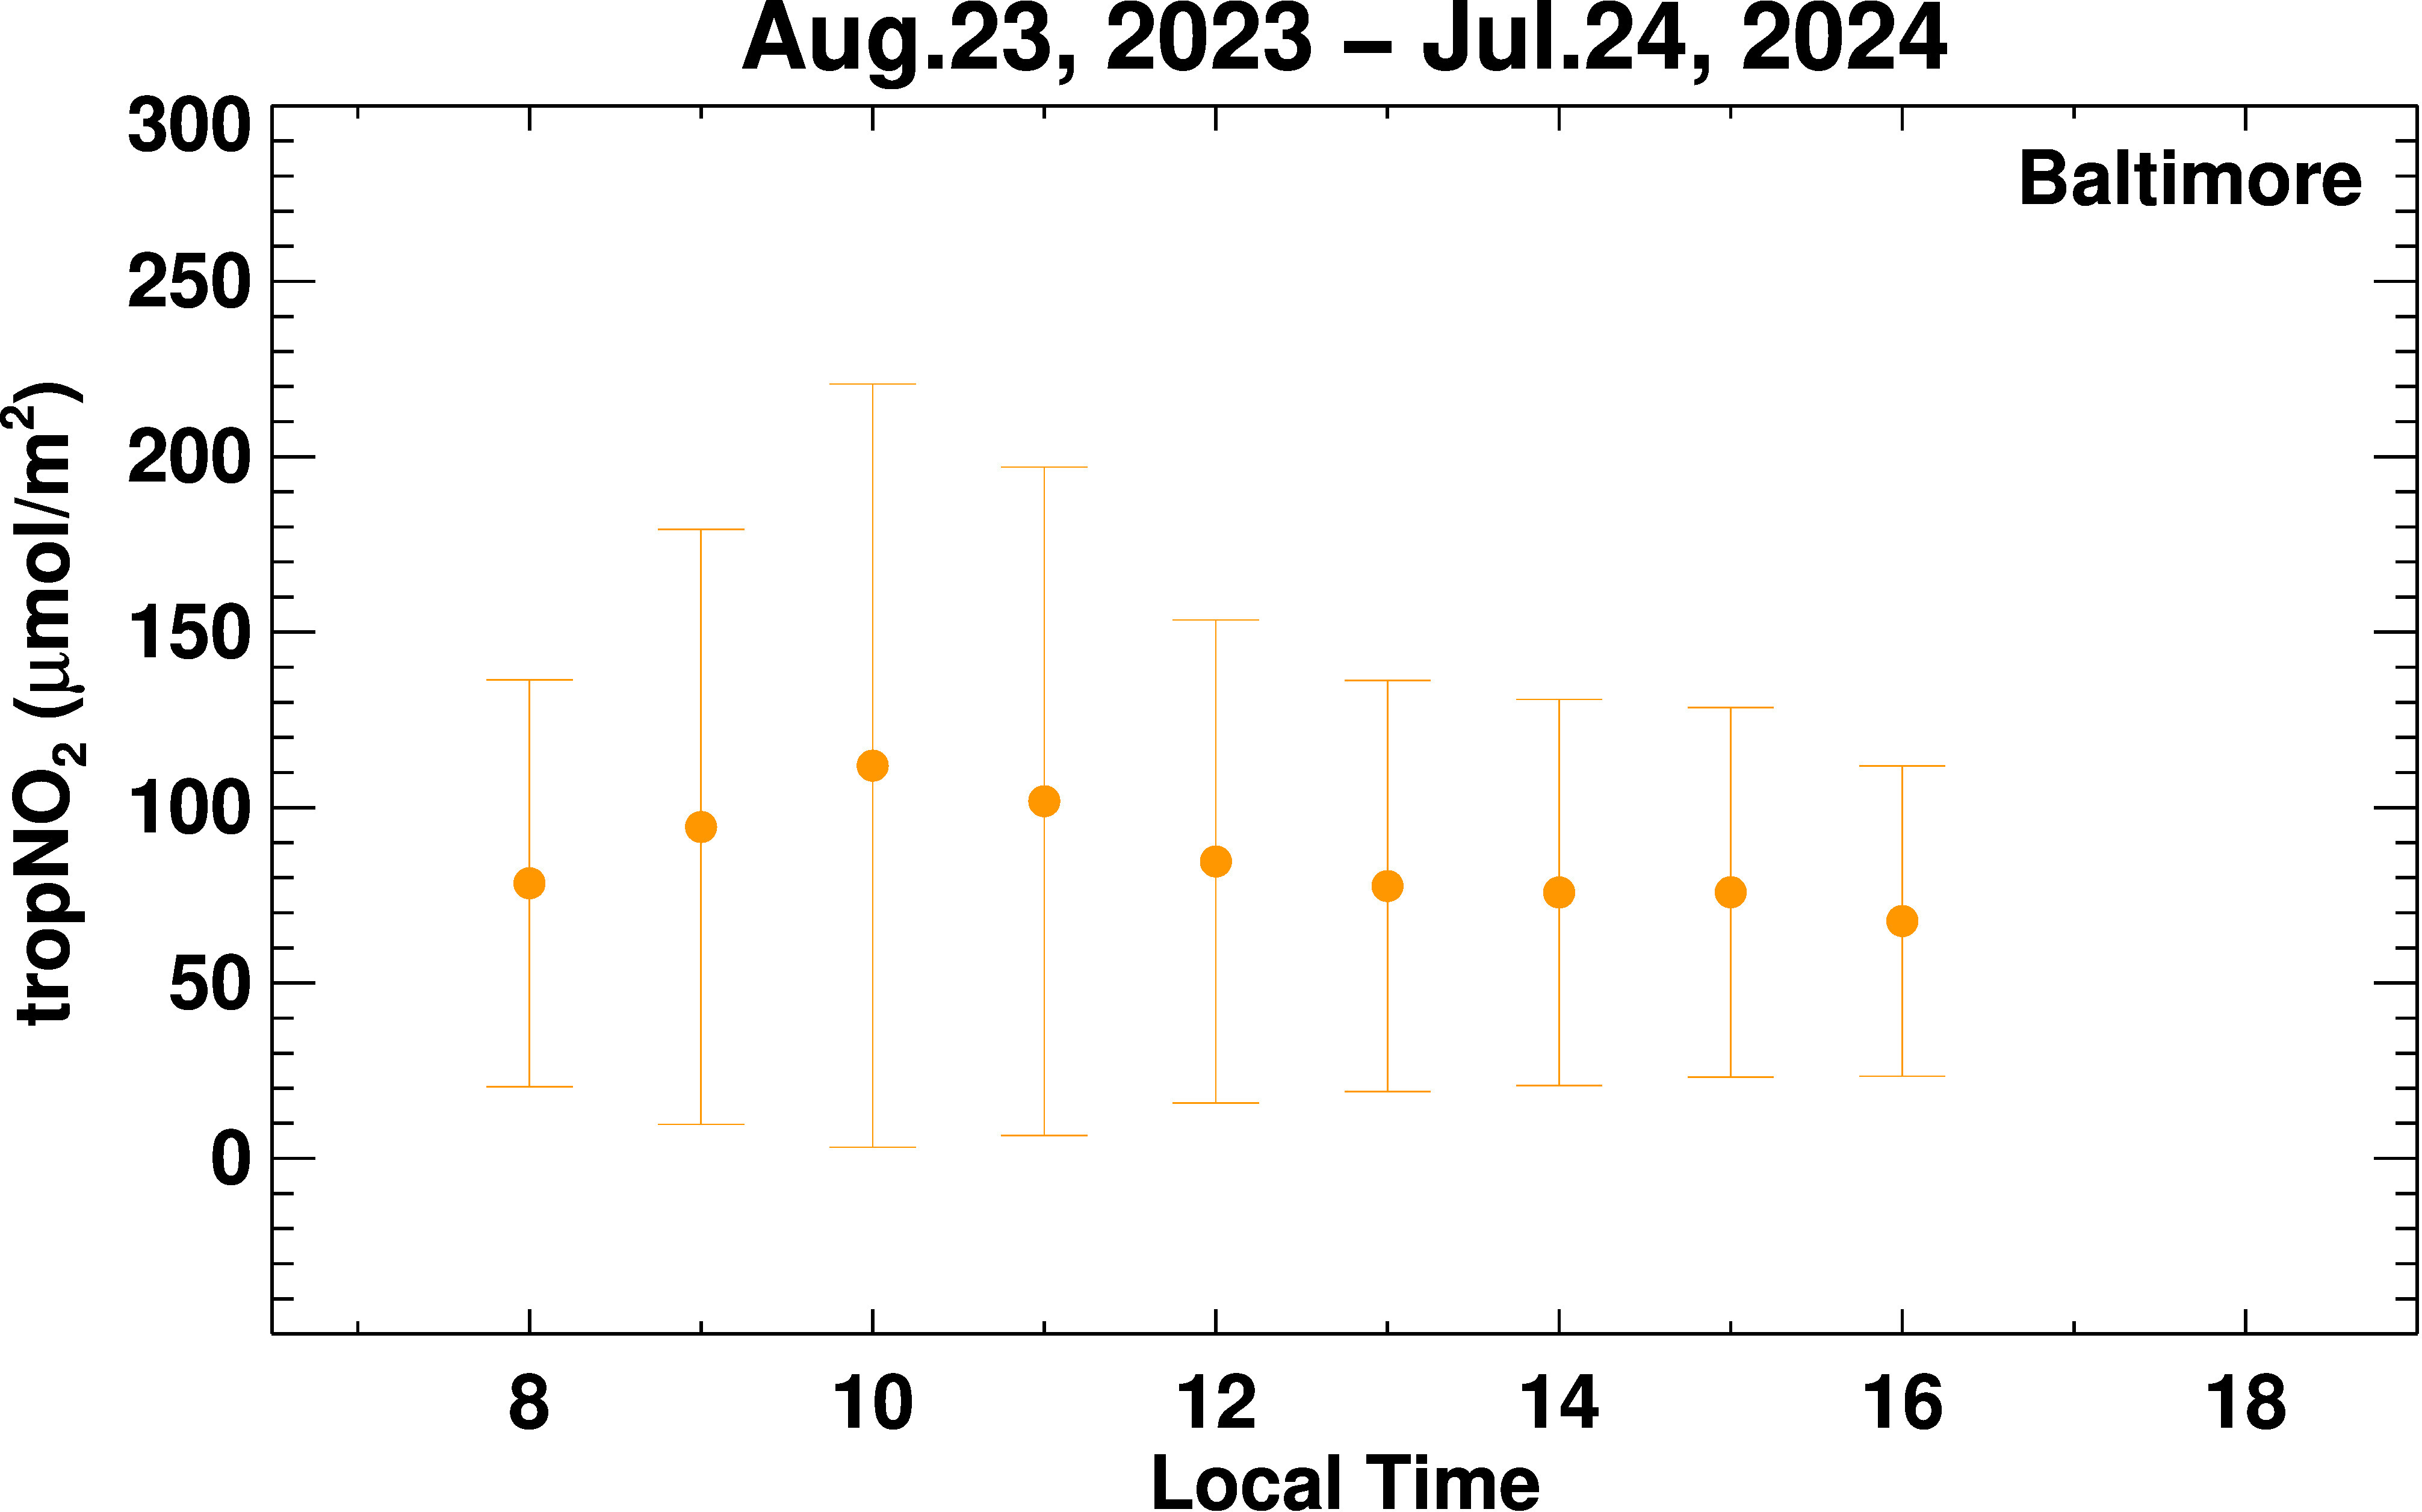 Aug.23, 2023 – Jul.24, 2024
Baltimore
tropNO₂ (μmol/m²)
300
250
200
150
100
50
0
8 10 12 14 16 18
Local Time